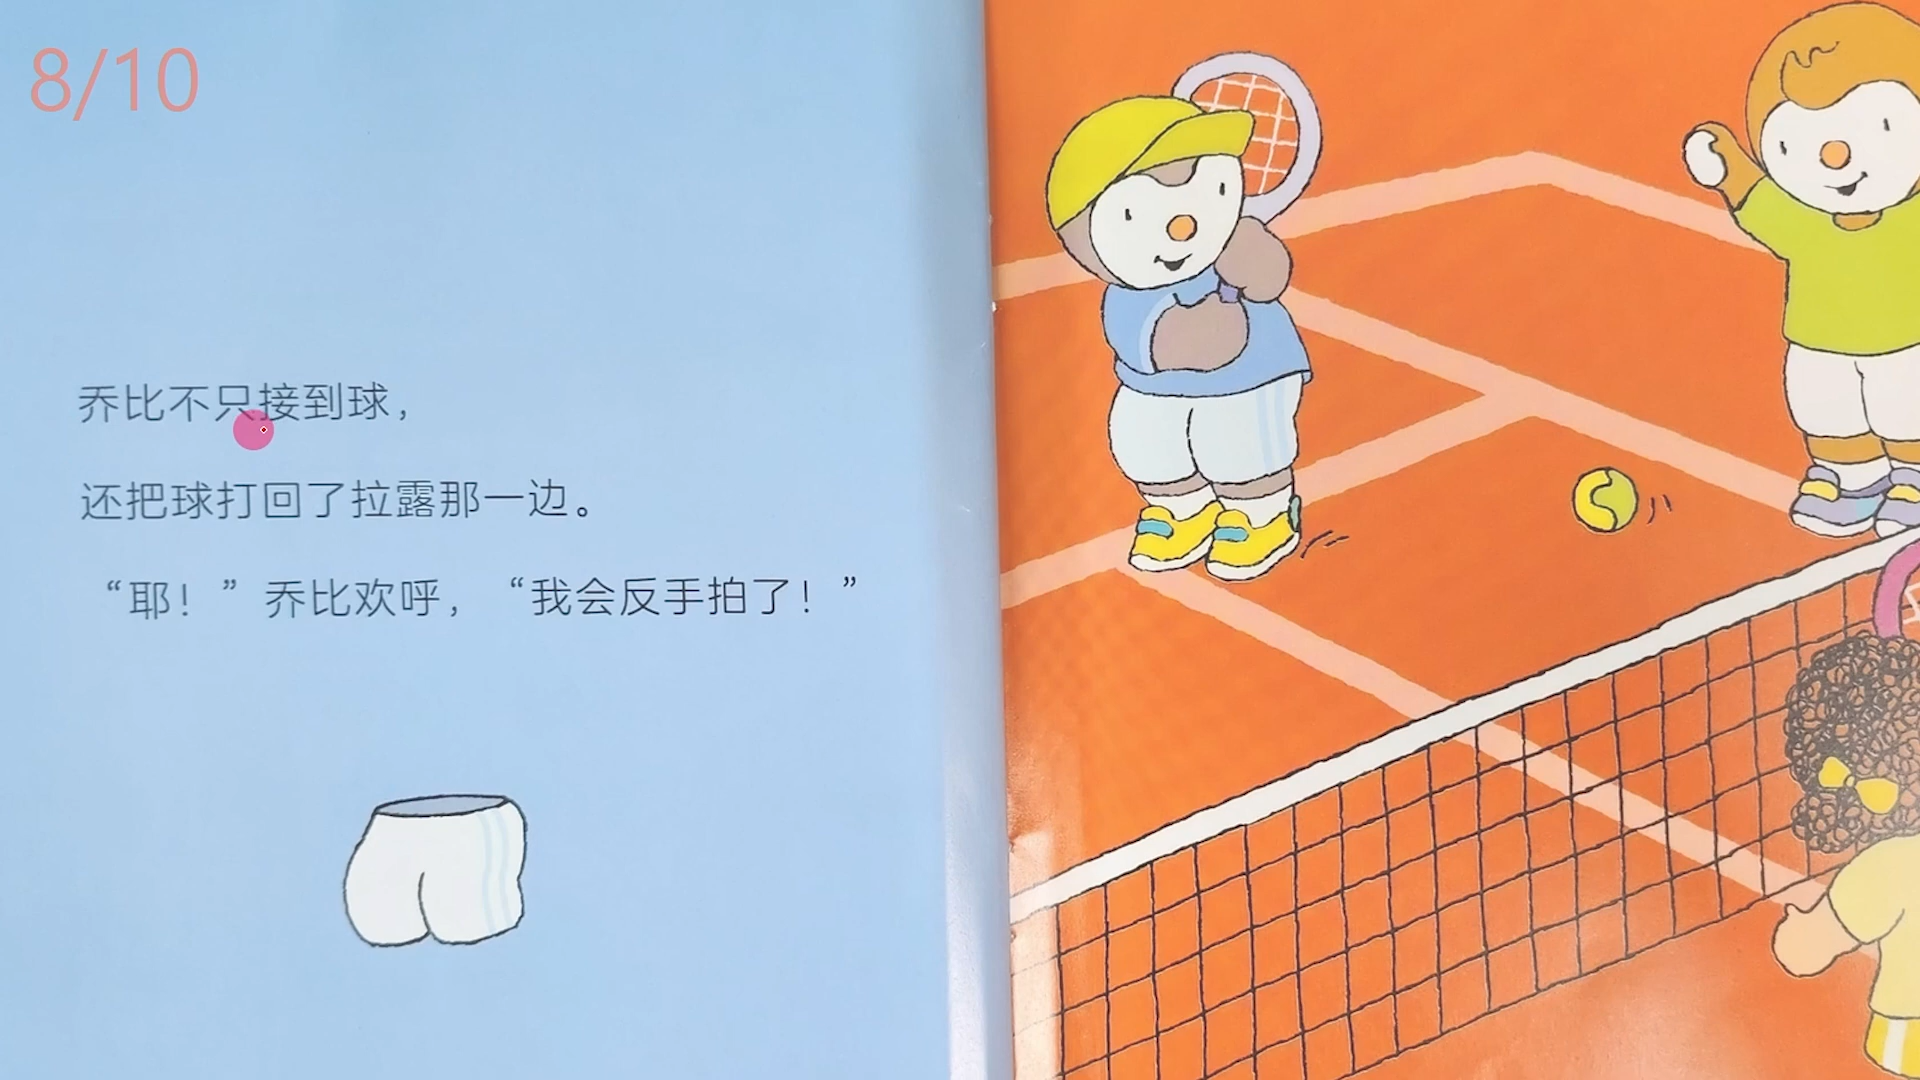 8/10
乔比不只接到球，
还把球打回了拉露那一边。
“耶！”乔比欢呼，“我会反手拍了！”